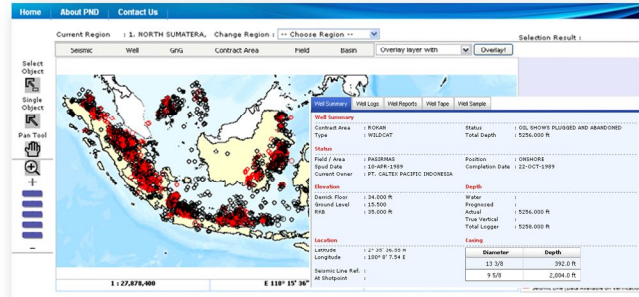 Home About PND Contact Us
Current Region : 1. NORTH SUMATERA, Change Region : -- Choose Region --
Selection Result :
Seismic Well GnG Contract Area Field Basin Overlay layer with Overlay!
Select
Object
Single
Object
Pan Tool
+
-
Well Summary Well Logs Well Reports Well Tape Well Sample
Well Summary
Contract Area : ROKAN Status : OIL SHOWS PLUGGED AND ABANDONED
Type : WILDCAT Total Depth : 5256.000 ft
Status
Field / Area : PASIRMAS Position : ONSHORE
Spud Date : 10-APR-1989 Completion Date : 22-OCT-1989
Current Owner : PT. CALTEX PACIFIC INDONESIA
Elevation Depth
Derrick Floor : 34.000 ft Water :
Ground Level : 15.500 Prognosed :
RKB : 35.000 ft Actual : 5256.000 ft
True Vertical :
Total Logger : 5258.000 ft
Location Casing
Latitude
Longitude : 100° 8' 7.54 E
Diameter Depth
13 3/8 392.0 ft
Seismic Line Ref. :
At Shotpoint :
9 5/8 2,004.0 ft
1 : 27,878,400 E 118° 15' 36"